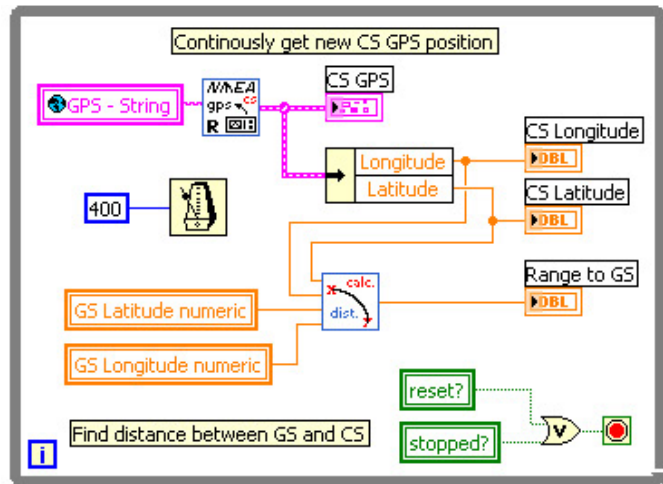 Continously get new CS GPS position
CS GPS
GPS - String
NMEA
gps CS
R
CS Longitude
Longitude
DBL
Latitude
CS Latitude
400
DBL
calc.
Range to GS
x
GS Latitude numeric
dist.
DBL
GS Longitude numeric
reset?
Find distance between GS and CS
stopped?
V
i